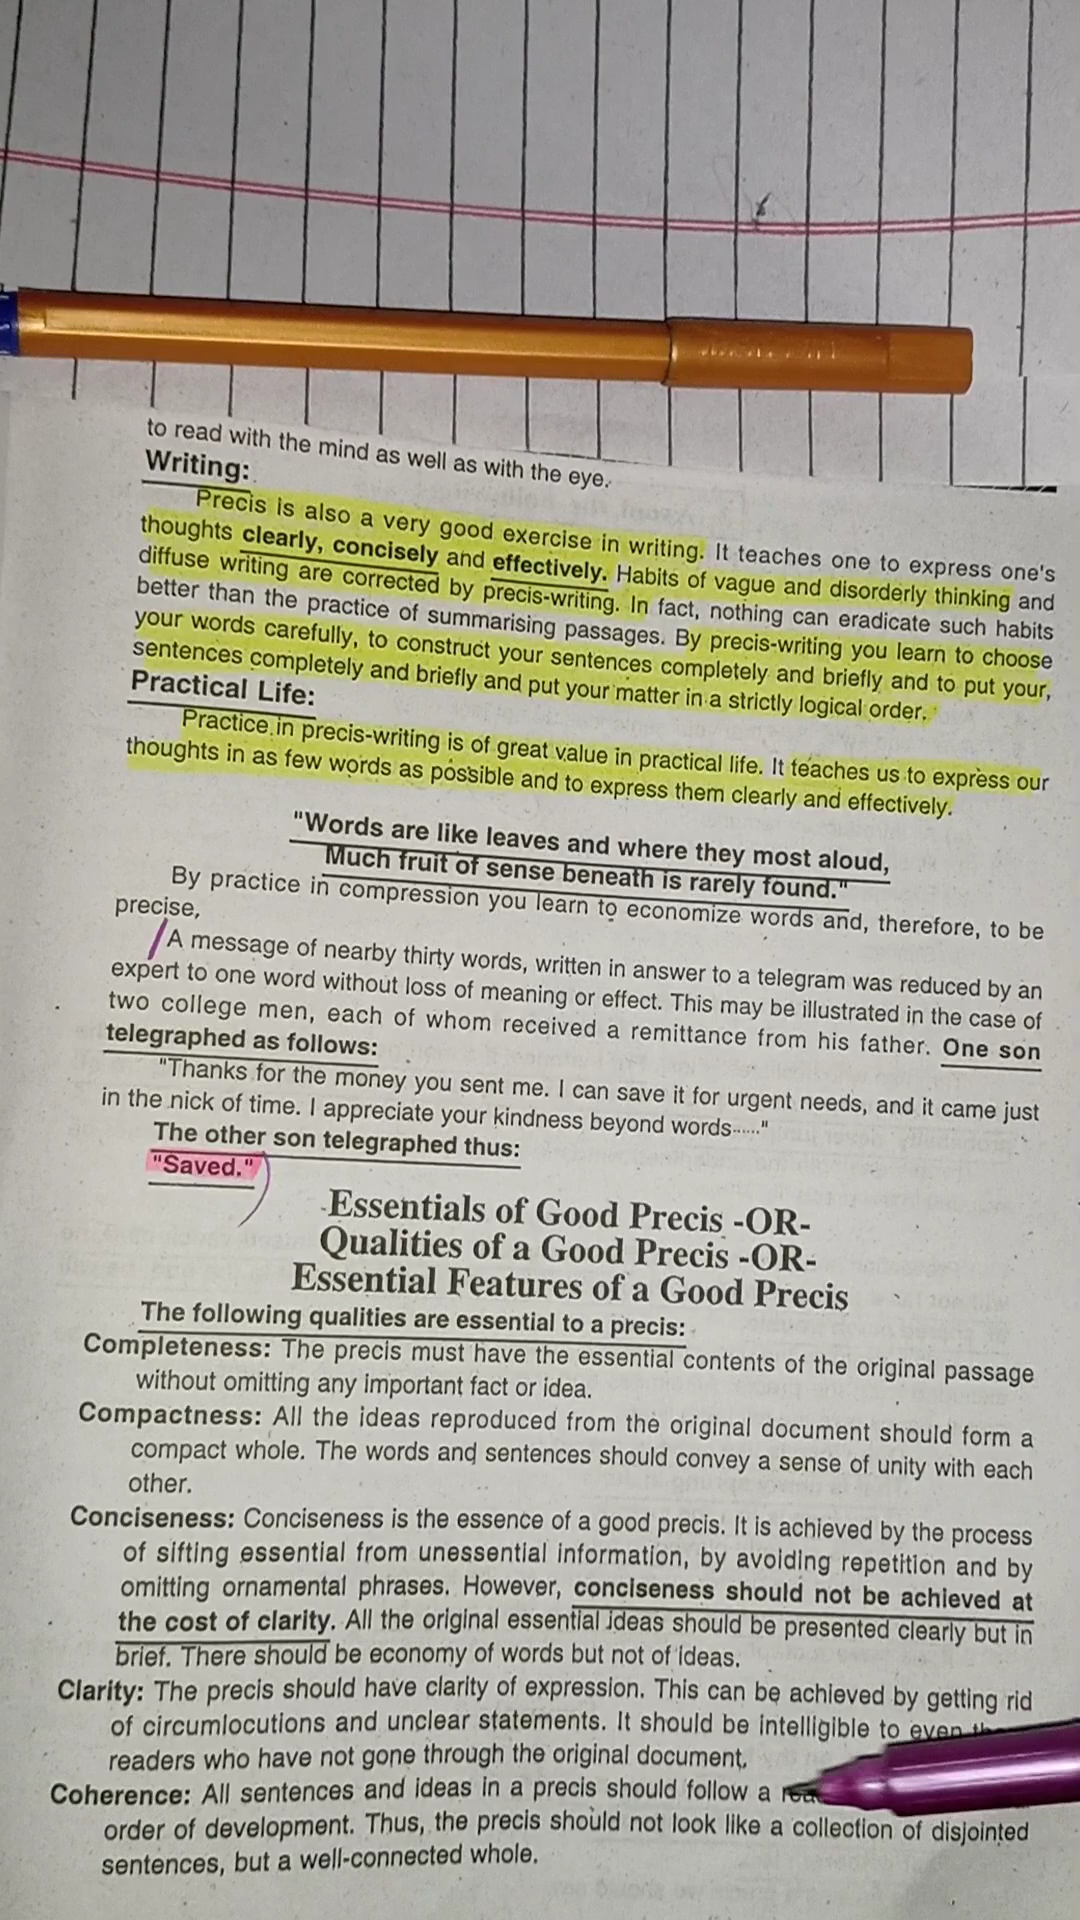 to read with the mind as well as with the eye.
Writing:
Precis is also a very good exercise in writing. It teaches one to express one's
thoughts clearly, concisely and effectively. Habits of vague and disorderly thinking and
diffuse writing are corrected by precis-writing. In fact, nothing can eradicate such habits
better than the practice of summarising passages. By precis-writing you learn to choose
your words carefully, to construct your sentences completely and briefly and to put your,
sentences completely and briefly and put your matter in a strictly logical order.
Practical Life:
Practice in precis-writing is of great value in practical life. It teaches us to express our
thoughts in as few words as possible and to express them clearly and effectively.
"Words are like leaves and where they most aloud,
Much fruit of sense beneath is rarely found."
By practice in compression you learn to economize words and, therefore, to be
precise,
A message of nearby thirty words, written in answer to a telegram was reduced by an
expert to one word without loss of meaning or effect. This may be illustrated in the case of
two college men, each of whom received a remittance from his father. One son
telegraphed as follows:
"Thanks for the money you sent me. I can save it for urgent needs, and it came just
in the nick of time. I appreciate your kindness beyond words......"
The other son telegraphed thus:
"Saved."
Essentials of Good Precis -OR-
Qualities of a Good Precis -OR-
Essential Features of a Good Precis
The following qualities are essential to a precis:
Completeness: The precis must have the essential contents of the original passage
without omitting any important fact or idea.
Compactness: All the ideas reproduced from the original document should form a
compact whole. The words and sentences should convey a sense of unity with each
other.
Conciseness: Conciseness is the essence of a good precis. It is achieved by the process
of sifting essential from unessential information, by avoiding repetition and by
omitting ornamental phrases. However, conciseness should not be achieved at
the cost of clarity. All the original essential ideas should be presented clearly but in
brief. There should be economy of words but not of ideas.
Clarity: The precis should have clarity of expression. This can be achieved by getting rid
of circumlocutions and unclear statements. It should be intelligible to even
readers who have not gone through the original document.
Coherence: All sentences and ideas in a precis should follow a
order of development. Thus, the precis should not look like a collection of disjointed
sentences, but a well-connected whole.